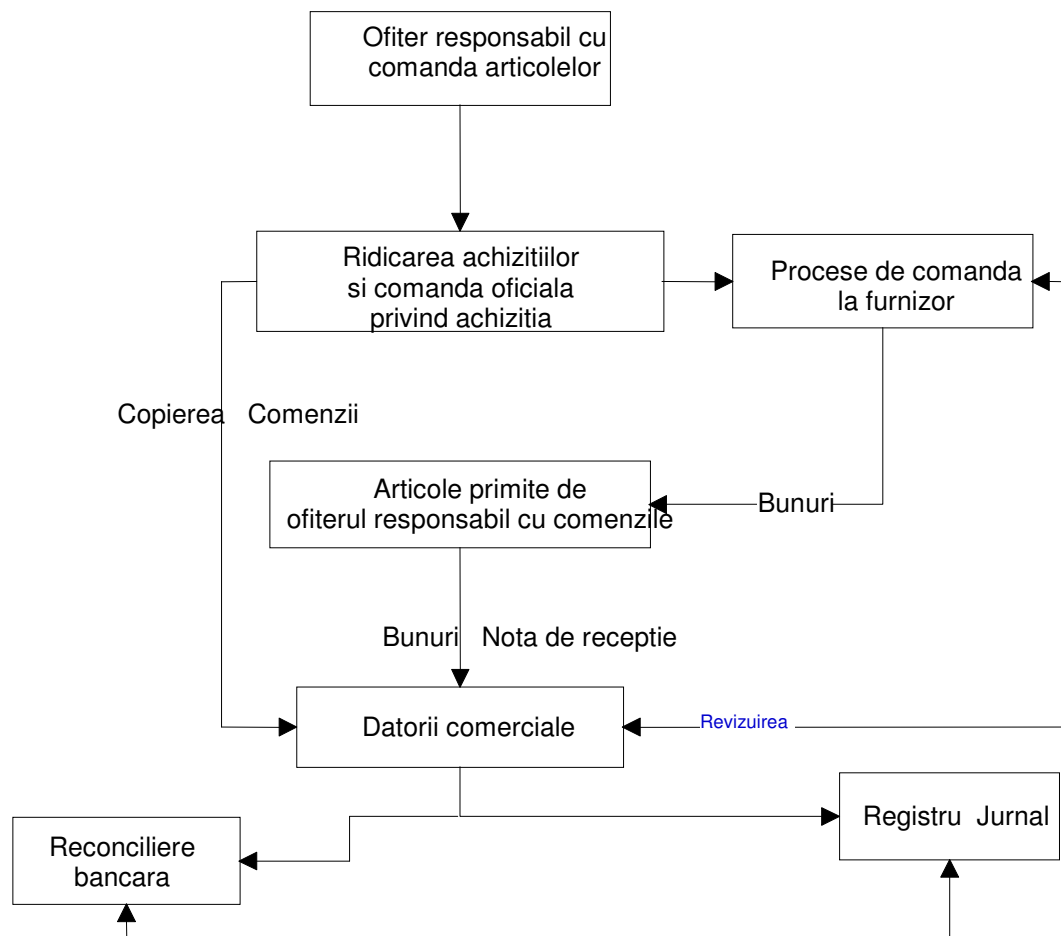 Ofiter responsabil cu
comanda articolelor
Ridicarea achizitiilor
si comanda oficiala
privind achizitia
Procese de comanda
la furnizor
Copierea Comenzii
Articole primite de
ofiterul responsabil cu comenzile
Bunuri
Bunuri Nota de receptie
Datorii comerciale
Revizuirea
Registru Jurnal
Reconciliere
bancara